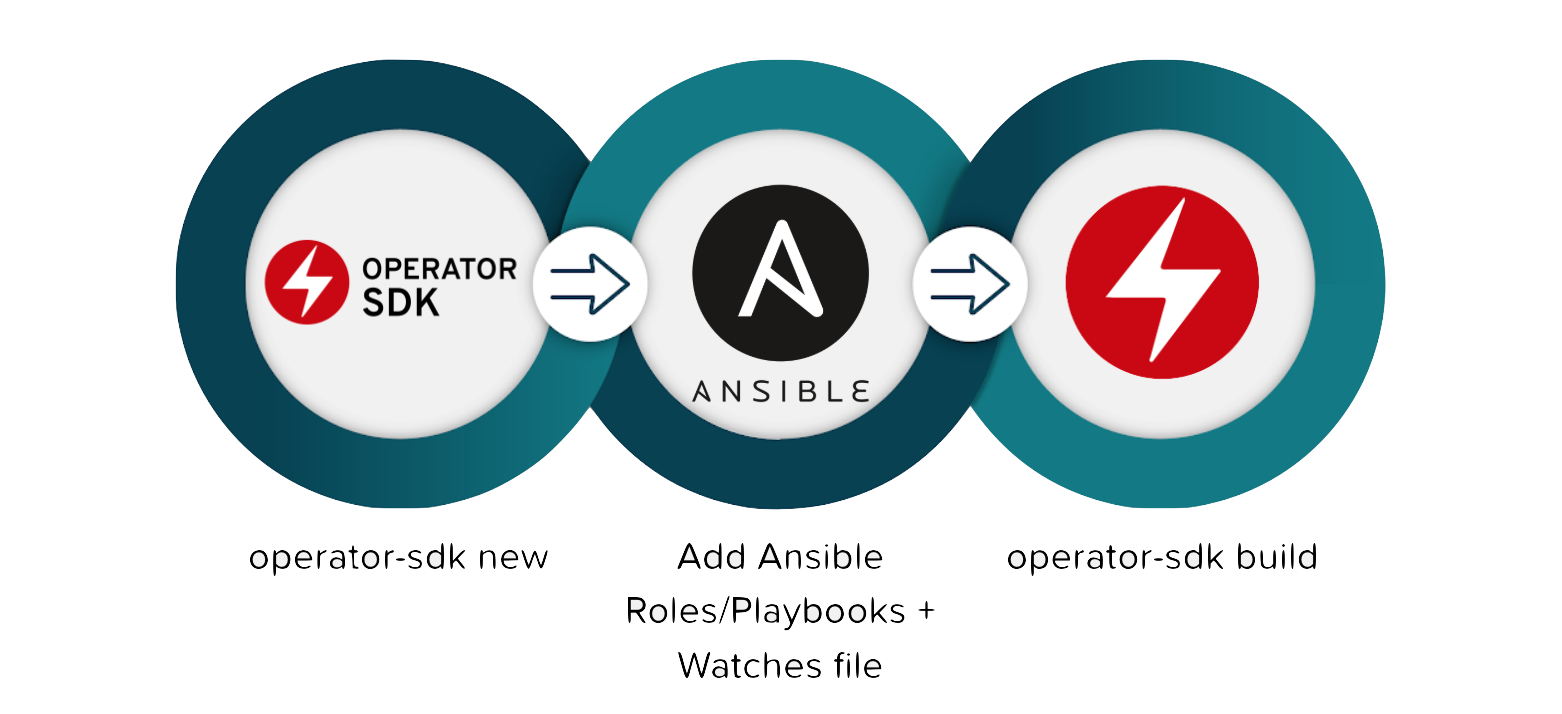 OPERATOR
SDK
ANSIBLE
operator-sdk new
Add Ansible
Roles/Playbooks +
Watches file
operator-sdk build